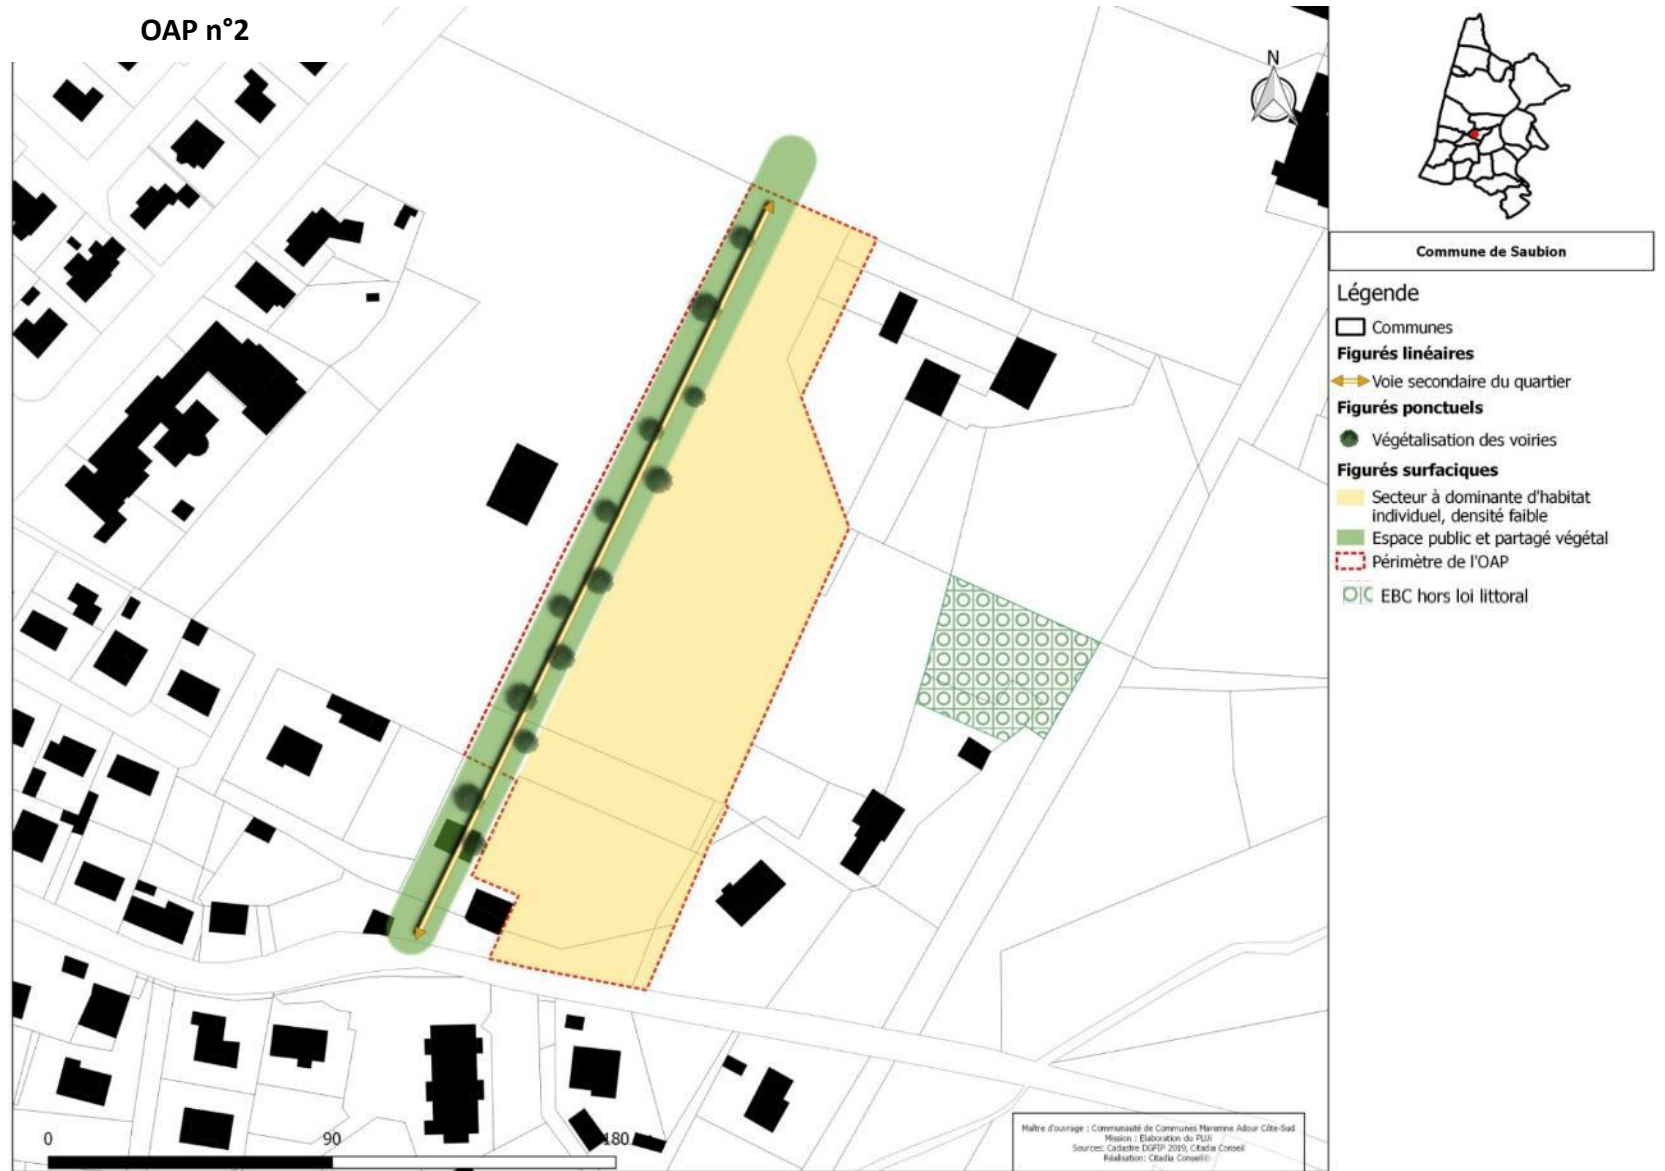 OAP n°2
N
Commune de Saubion
Légende
Communes
Figurés linéaires
Voie secondaire du quartier
Figurés ponctuels
Végétalisation des voiries
Figurés surfaciques
Secteur à dominante d'habitat
individuel, densité faible
Espace public et partagé végétal
Périmètre de l'OAP
EBC hors loi littoral
0 90 180
Maître d'ouvrage : Communauté de Communes Maremne Adour Côte-Sud
Mission : Elaboration du PLUi
Sources: Cadastre DGFIP 2019, Citadia Conseil
Réalisation: Citadia Conseil©